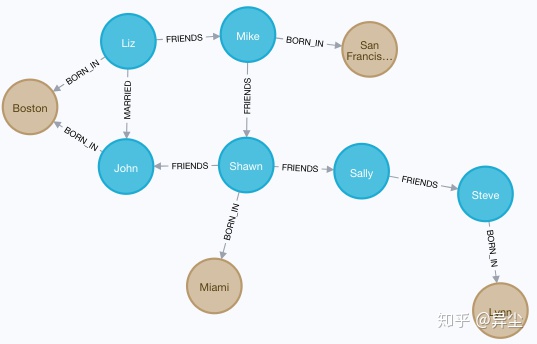 Liz
FRIENDS
Mike
BORN_IN
San
Francis...
BORN_IN
MARRIED
FRIENDS
Boston
BORN_IN
John
FRIENDS
Shawn
FRIENDS
Sally
FRIENDS
Steve
BORN_IN
BORN_IN
Miami
Lynn
知乎 @异尘